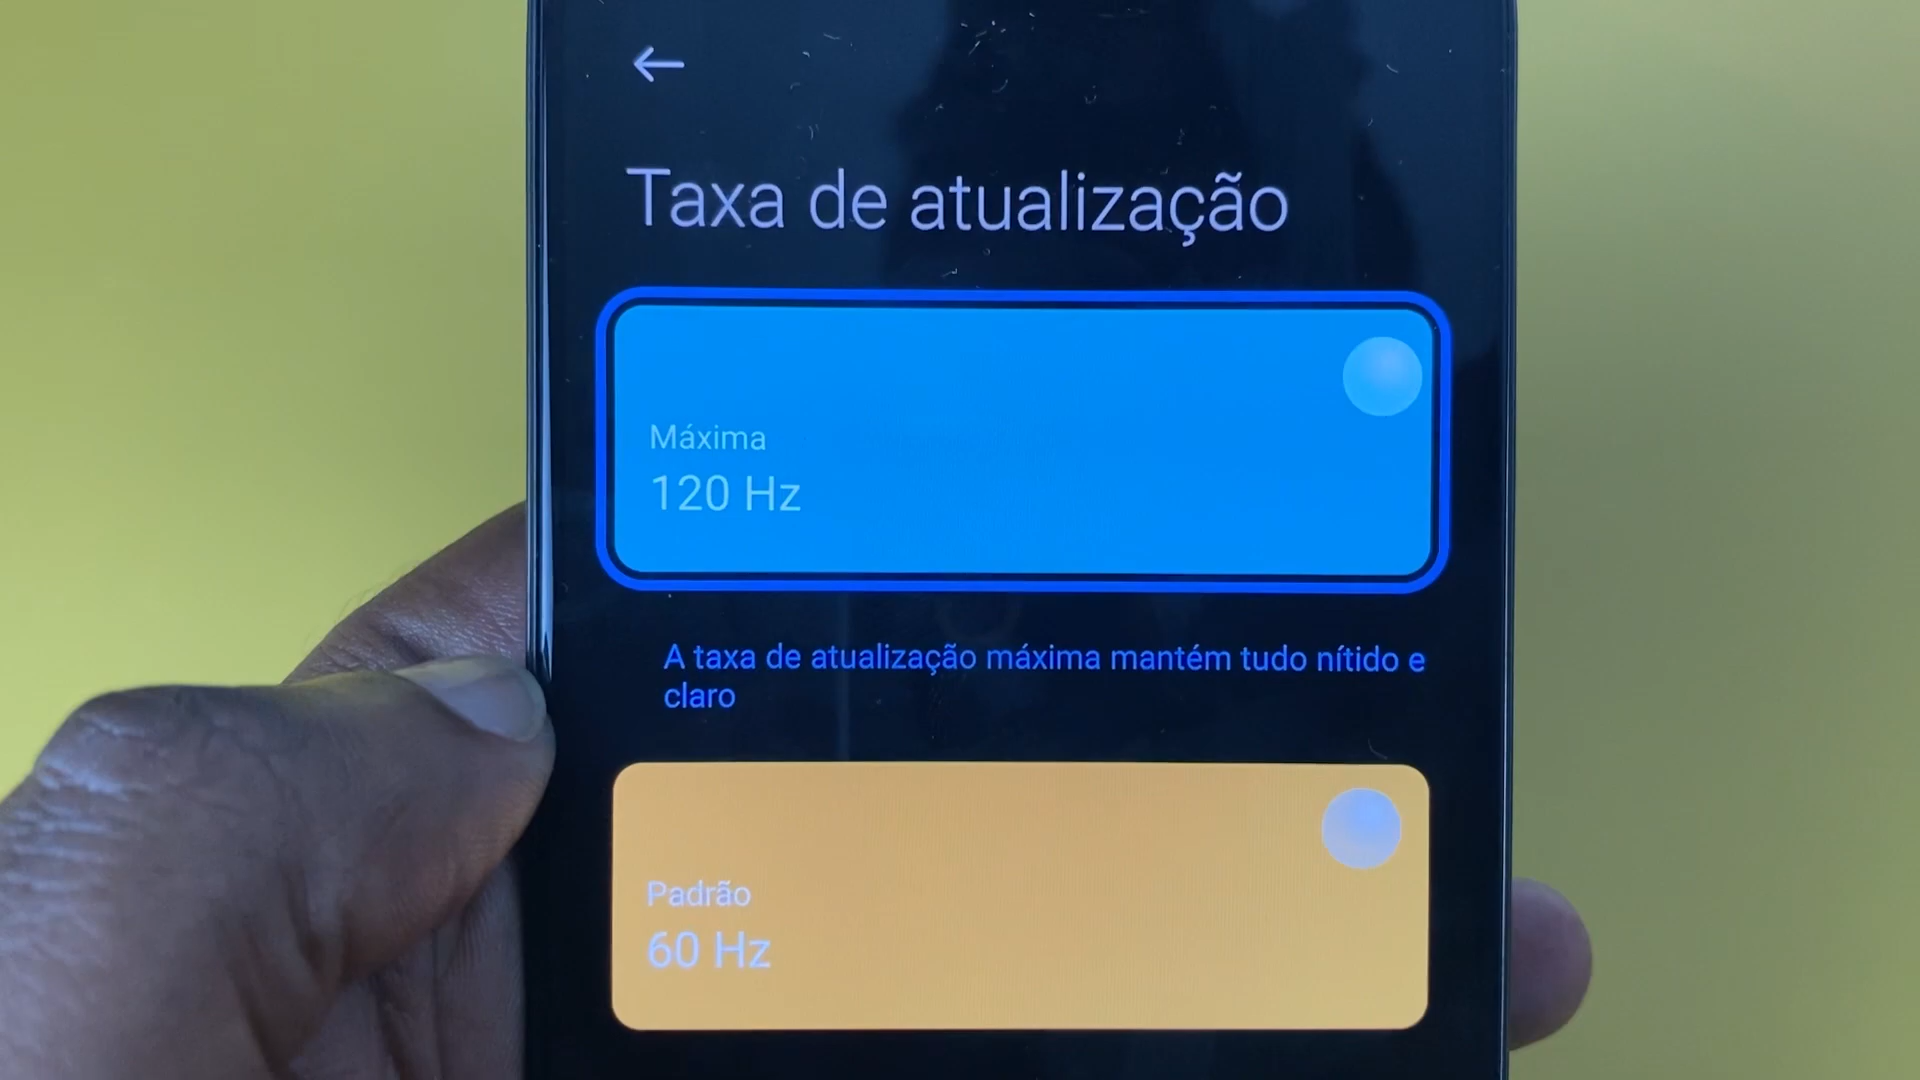 Taxa de atualização
Máxima
120 Hz
A taxa de atualização máxima mantém tudo nítido e
claro
Padrão
60 Hz